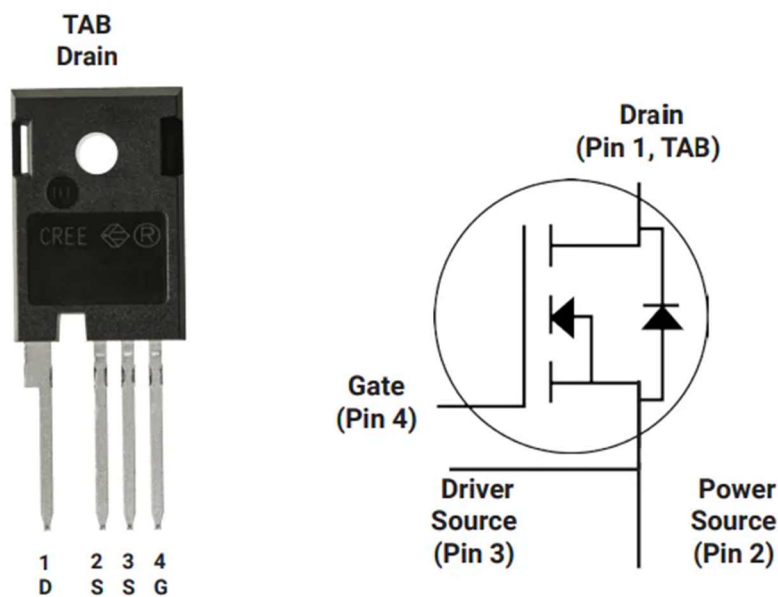 TAB
Drain
CREE ®
1 2 3 4
D S S G
Drain
(Pin 1, TAB)
Gate
(Pin 4)
Driver
Source
(Pin 3)
Power
Source
(Pin 2)